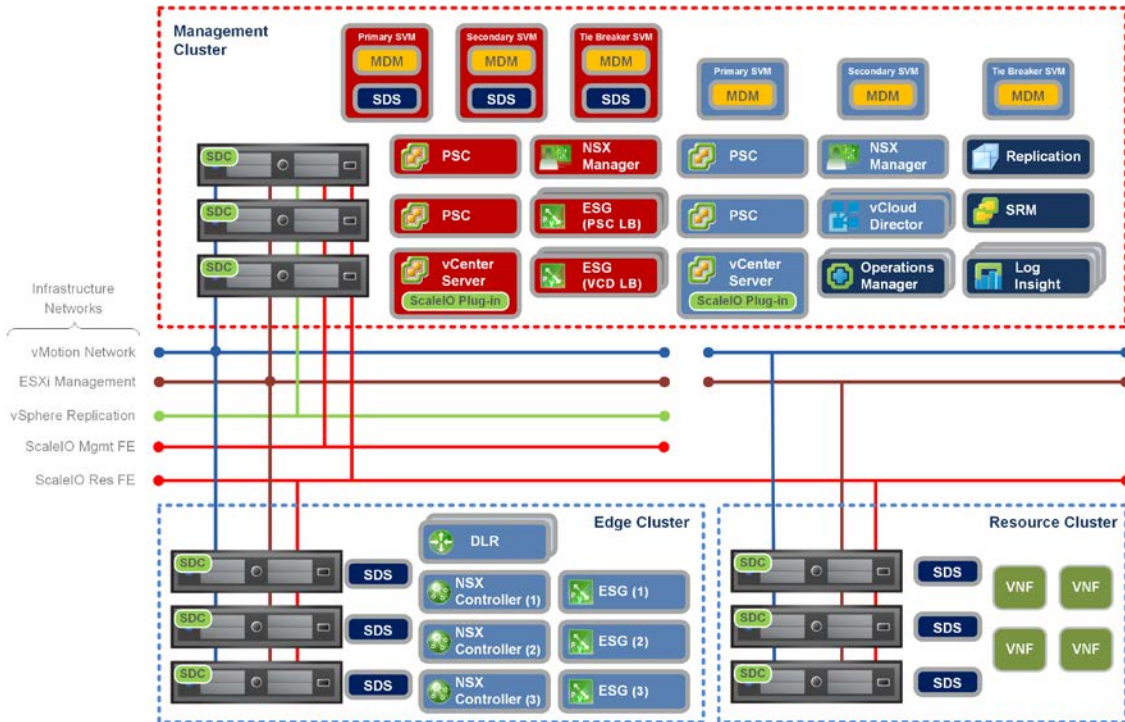 Management
Cluster
Primary SVM
MDM
SDS
Secondary SVM
MDM
SDS
Tie Breaker SVM
MDM
SDS
Primary SVM
MDM
Secondary SVM
MDM
Tie Breaker SVM
MDM
SDC
SDC
SDC
PSC
NSX
Manager
PSC
NSX
Manager
Replication
PSC
ESG
(PSC LB)
PSC
vCloud
Director
SRM
vCenter
Server
ScaleIO Plug-in
ESG
(VCD LB)
vCenter
Server
ScaleIO Plug-in
Operations
Manager
Log
Insight
Infrastructure
Networks
vMotion Network
ESXi Management
vSphere Replication
ScaleIO Mgmt FE
ScaleIO Res FE
Edge Cluster
SDC
SDC
SDC
SDS
SDS
SDS
DLR
NSX
Controller (1)
ESG (1)
NSX
Controller (2)
ESG (2)
NSX
Controller (3)
ESG (3)
Resource Cluster
SDC
SDC
SDC
SDS
SDS
SDS
VNF
VNF
VNF
VNF